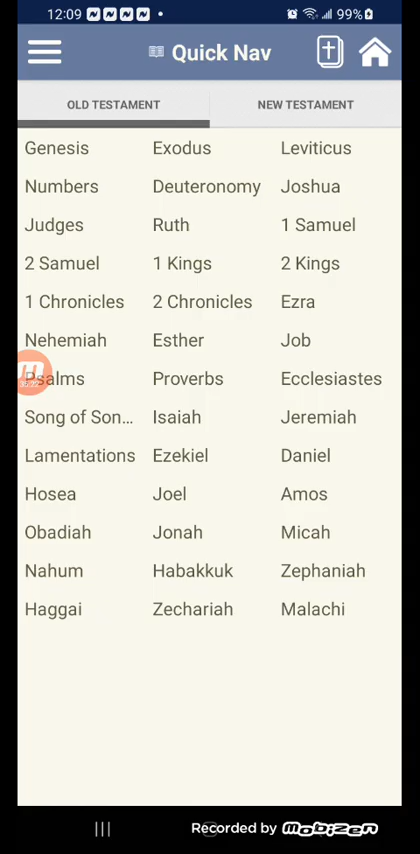 12:09 99%
Quick Nav
OLD TESTAMENT NEW TESTAMENT
Genesis Exodus Leviticus
Numbers Deuteronomy Joshua
Judges Ruth 1 Samuel
2 Samuel 1 Kings 2 Kings
1 Chronicles 2 Chronicles Ezra
Nehemiah Esther Job
Psalms Proverbs Ecclesiastes
Song of Son... Isaiah Jeremiah
Lamentations Ezekiel Daniel
Hosea Joel Amos
Obadiah Jonah Micah
Nahum Habakkuk Zephaniah
Haggai Zechariah Malachi
Recorded by mobizen